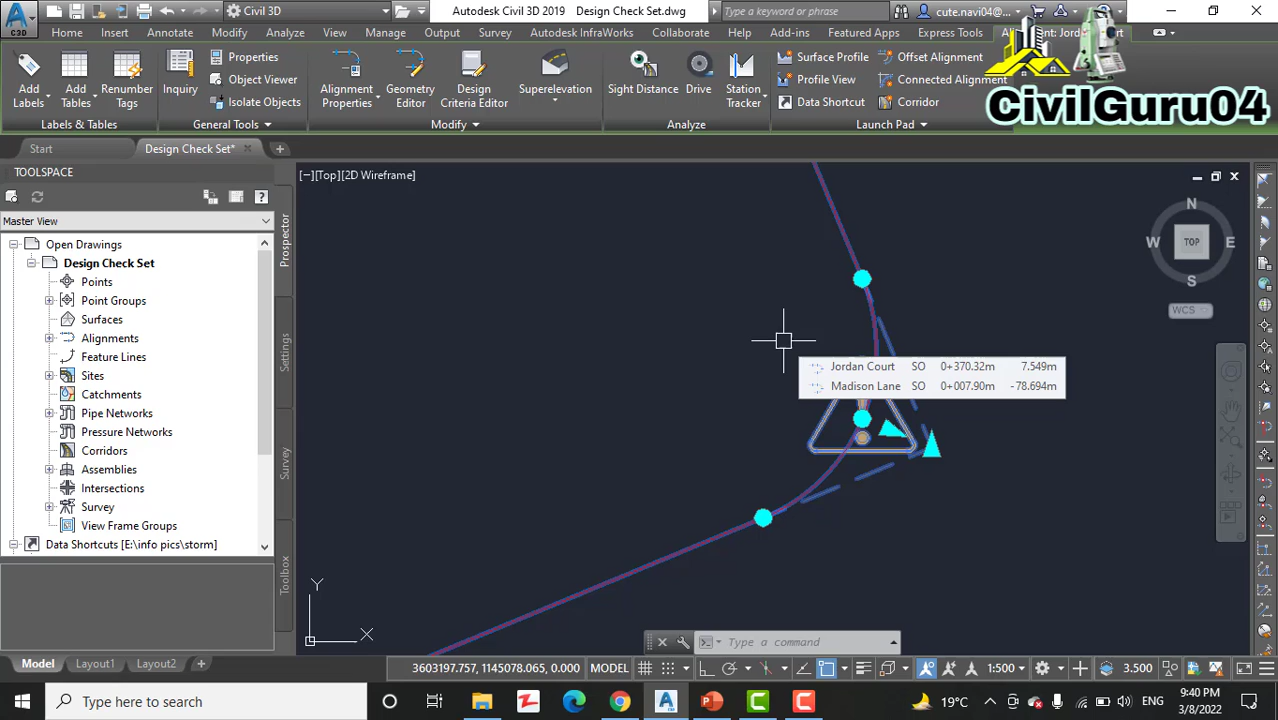 A
C3D
Civil 3D
Autodesk Civil 3D 2019 Design Check Set.dwg
Type a keyword or phrase
cute.navi04@...
Home Insert Annotate Modify Analyze View Manage Output Survey Autodesk InfraWorks Collaborate Help Add-ins Featured Apps Express Tools
Add Labels
Add Tables
Renumber Tags
Labels & Tables
Inquiry
Properties
Object Viewer
Isolate Objects
General Tools
Alignment Properties
Geometry Editor
Design Criteria Editor
Superelevation
Modify
Sight Distance
Drive
Station Tracker
Analyze
Surface Profile
Profile View
Data Shortcut
Offset Alignment
Connected Alignment
Corridor
Launch Pad
CivilGuru04
Start
Design Check Set*
TOOLSPACE
Master View
Open Drawings
Design Check Set
Points
Point Groups
Surfaces
Alignments
Feature Lines
Sites
Catchments
Pipe Networks
Pressure Networks
Corridors
Assemblies
Intersections
Survey
View Frame Groups
Data Shortcuts [E:\info pics\storm]
Prospector
Settings
Survey
Toolbox
[−][Top][2D Wireframe]
N
W TOP E
S
WCS
Jordan Court SO 0+370.32m 7.549m
Madison Lane SO 0+007.90m -78.694m
Y
X
Type a command
Model Layout1 Layout2 +
3603197.757, 1145078.065, 0.000 MODEL
1:500
3.500
Type here to search
19°C
ENG
9:40 PM
3/8/2022